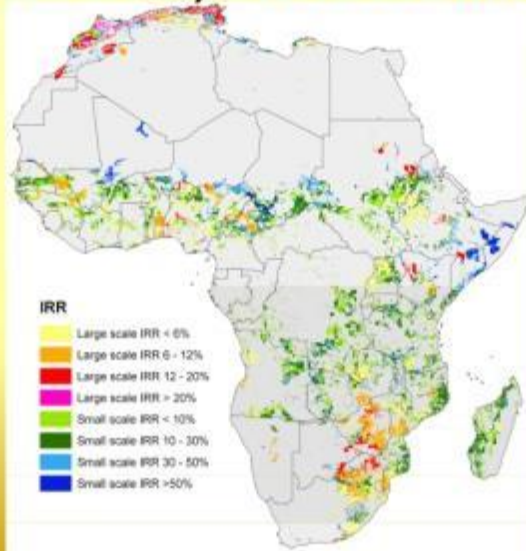 IRR
Large scale IRR < 6%
Large scale IRR 6 - 12%
Large scale IRR 12 - 20%
Large scale IRR > 20%
Small scale IRR < 10%
Small scale IRR 10 - 30%
Small scale IRR 30 - 50%
Small scale IRR >50%